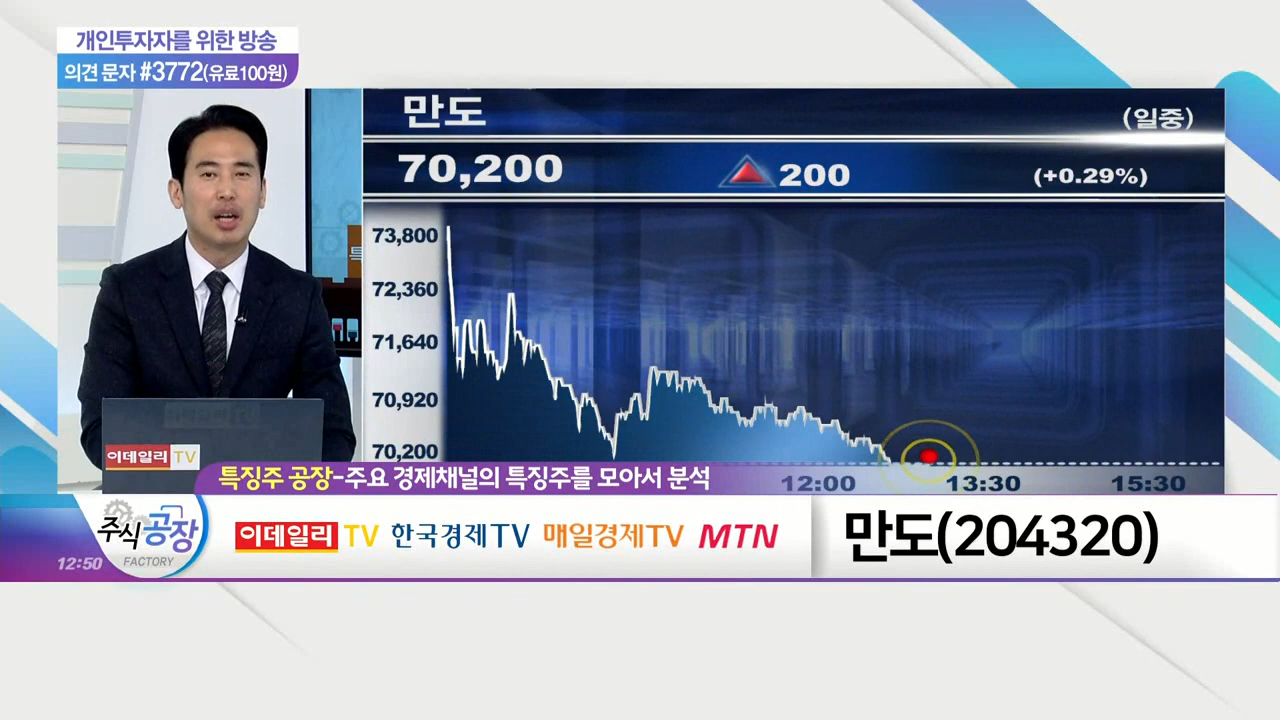 개인투자자를 위한 방송
의견 문자 #3772(유료100원)
만도
(일중)
70,200
200
(+0.29%)
73,800
72,360
71,640
70,920
70,200
12:00
13:30
15:30
특
이데일리 TV
특징주 공장-주요 경제채널의 특징주를 모아서 분석
주식공장
FACTORY
12:50
이데일리 TV 한국경제TV 매일경제TV MTN
만도(204320)